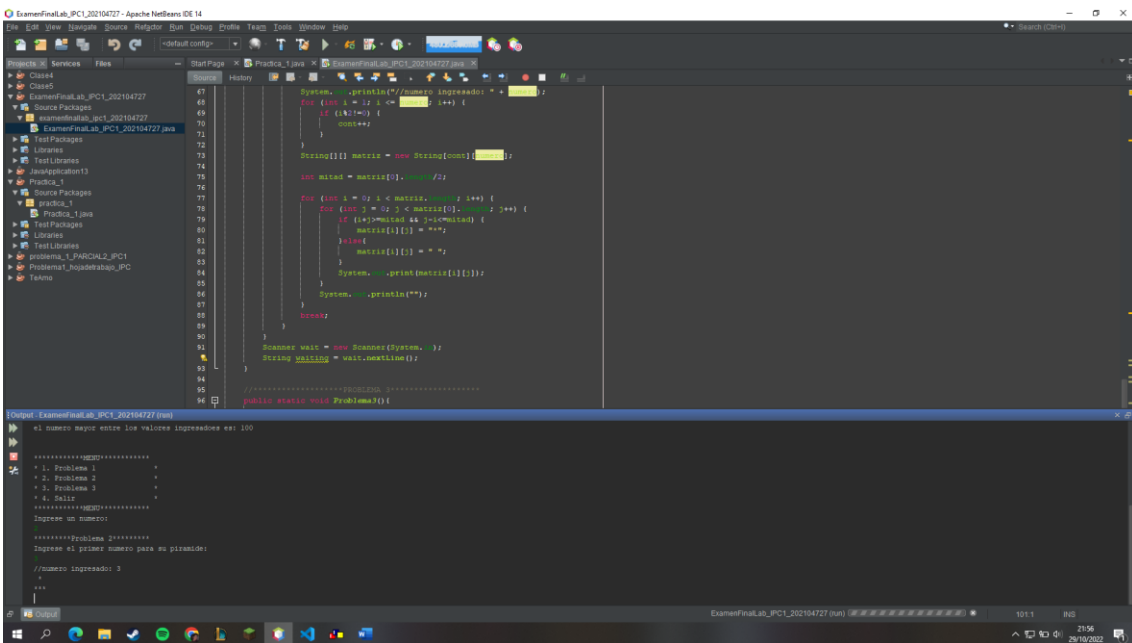 ExamenFinalLab_IPC1_202104727 - Apache NetBeans IDE 14
File Edit View Navigate Source Refactor Run Debug Profile Team Tools Window Help
Search (Ctrl+I)
<default config>
Projects × Services Files
Start Page × Practica_1.java × ExamenFinalLab_IPC1_202104727.java ×
Source History
Clase4
Clase5
ExamenFinalLab_IPC1_202104727
Source Packages
examenfinallab_ipc1_202104727
ExamenFinalLab_IPC1_202104727.java
Test Packages
Libraries
Test Libraries
JavaApplication13
Practica_1
Source Packages
practica_1
Practica_1.java
Test Packages
Libraries
Test Libraries
problema_1_PARCIAL2_IPC1
Problema1_hojadetrabajo_IPC
TeAmo
67 System.out.println("//numero ingresado: " + numero);
68 for (int i = 1; i <= numero; i++) {
69 if (i%2!=0) {
70 cont++;
71 }
72 }
73 String[][] matriz = new String[cont][numero];
74
75 int mitad = matriz[0].length/2;
76
77 for (int i = 0; i < matriz.length; i++) {
78 for (int j = 0; j < matriz[0].length; j++) {
79 if (i+j>=mitad && j-i<=mitad) {
80 matriz[i][j] = "*";
81 }else{
82 matriz[i][j] = " ";
83 }
84 System.out.print(matriz[i][j]);
85 }
86 System.out.println("");
87 }
88 break;
89 }
90 }
91 Scanner wait = new Scanner(System.in);
String waiting = wait.nextLine();
93 }
94
95 //*******************PROBLEMA 3*******************
96 public static void Problema3(){
Output - ExamenFinalLab_IPC1_202104727 (run)
el numero mayor entre los valores ingresadoes es: 100
************MENU************
* 1. Problema 1 *
* 2. Problema 2 *
* 3. Problema 3 *
* 4. Salir *
************MENU************
Ingrese un numero:
2
*********Problema 2*********
Ingrese el primer numero para su piramide:
3
//numero ingresado: 3
*
***
Output
ExamenFinalLab_IPC1_202104727 (run)
101:1 INS
21:56
29/10/2022